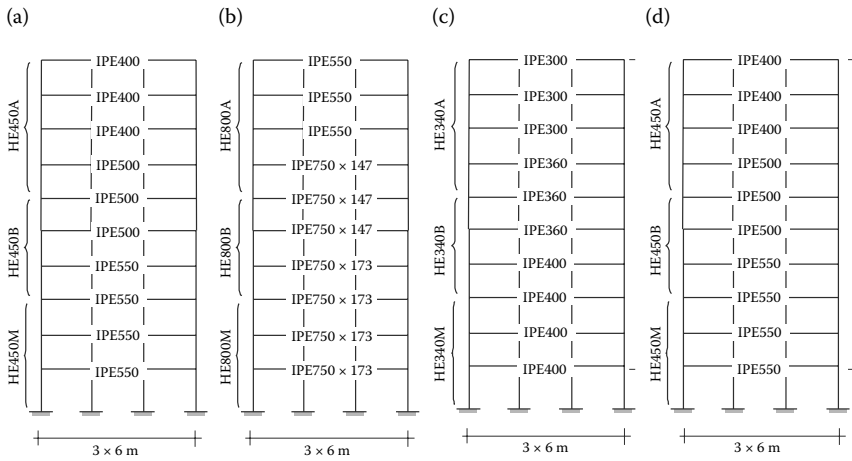 (a)
IPE400
IPE400
IPE400
IPE500
IPE500
IPE500
IPE550
IPE550
IPE550
IPE550
HE450A
HE450B
HE450M
3 × 6 m
(b)
IPE550
IPE550
IPE550
IPE750 × 147
IPE750 × 147
IPE750 × 147
IPE750 × 173
IPE750 × 173
IPE750 × 173
IPE750 × 173
HE800A
HE800B
HE800M
3 × 6 m
(c)
IPE300
IPE300
IPE300
IPE360
IPE360
IPE360
IPE400
IPE400
IPE400
IPE400
HE340A
HE340B
HE340M
3 × 6 m
(d)
IPE400
IPE400
IPE400
IPE500
IPE500
IPE500
IPE550
IPE550
IPE550
IPE550
HE450A
HE450B
HE450M
3 × 6 m